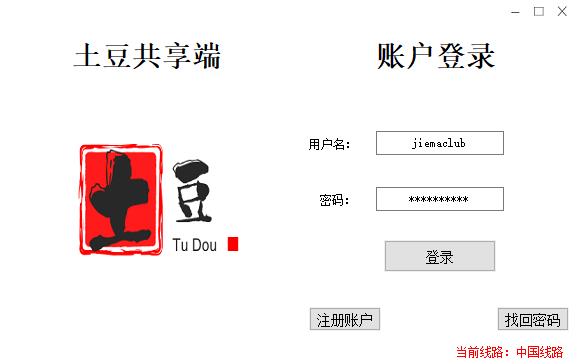 土豆共享端
账户登录
用户名：
jiemaclub
密码：
**********
土豆
Tu Dou
登录
注册账户
找回密码
当前线路：中国线路